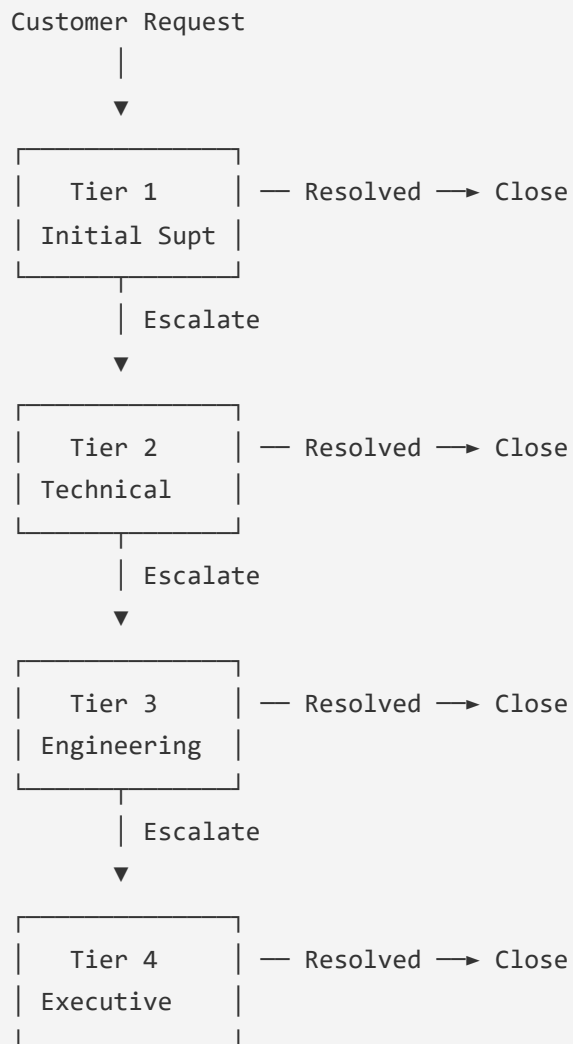 Customer Request
Tier 1 Resolved Close
Initial Supt
Escalate
Tier 2 Resolved Close
Technical
Escalate
Tier 3 Resolved Close
Engineering
Escalate
Tier 4 Resolved Close
Executive